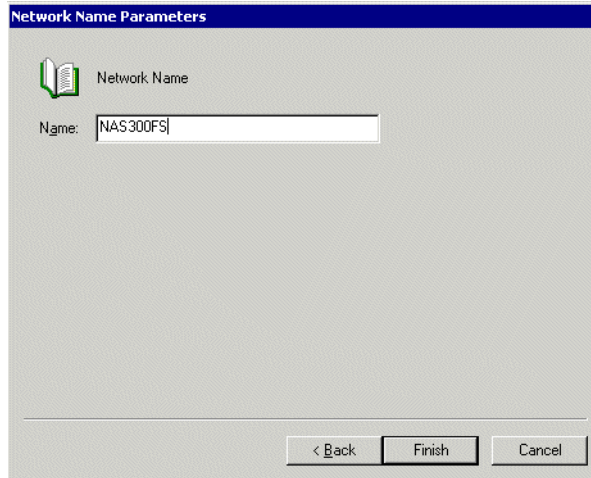 Network Name Parameters
Network Name
Name: NAS300FS
< Back Finish Cancel